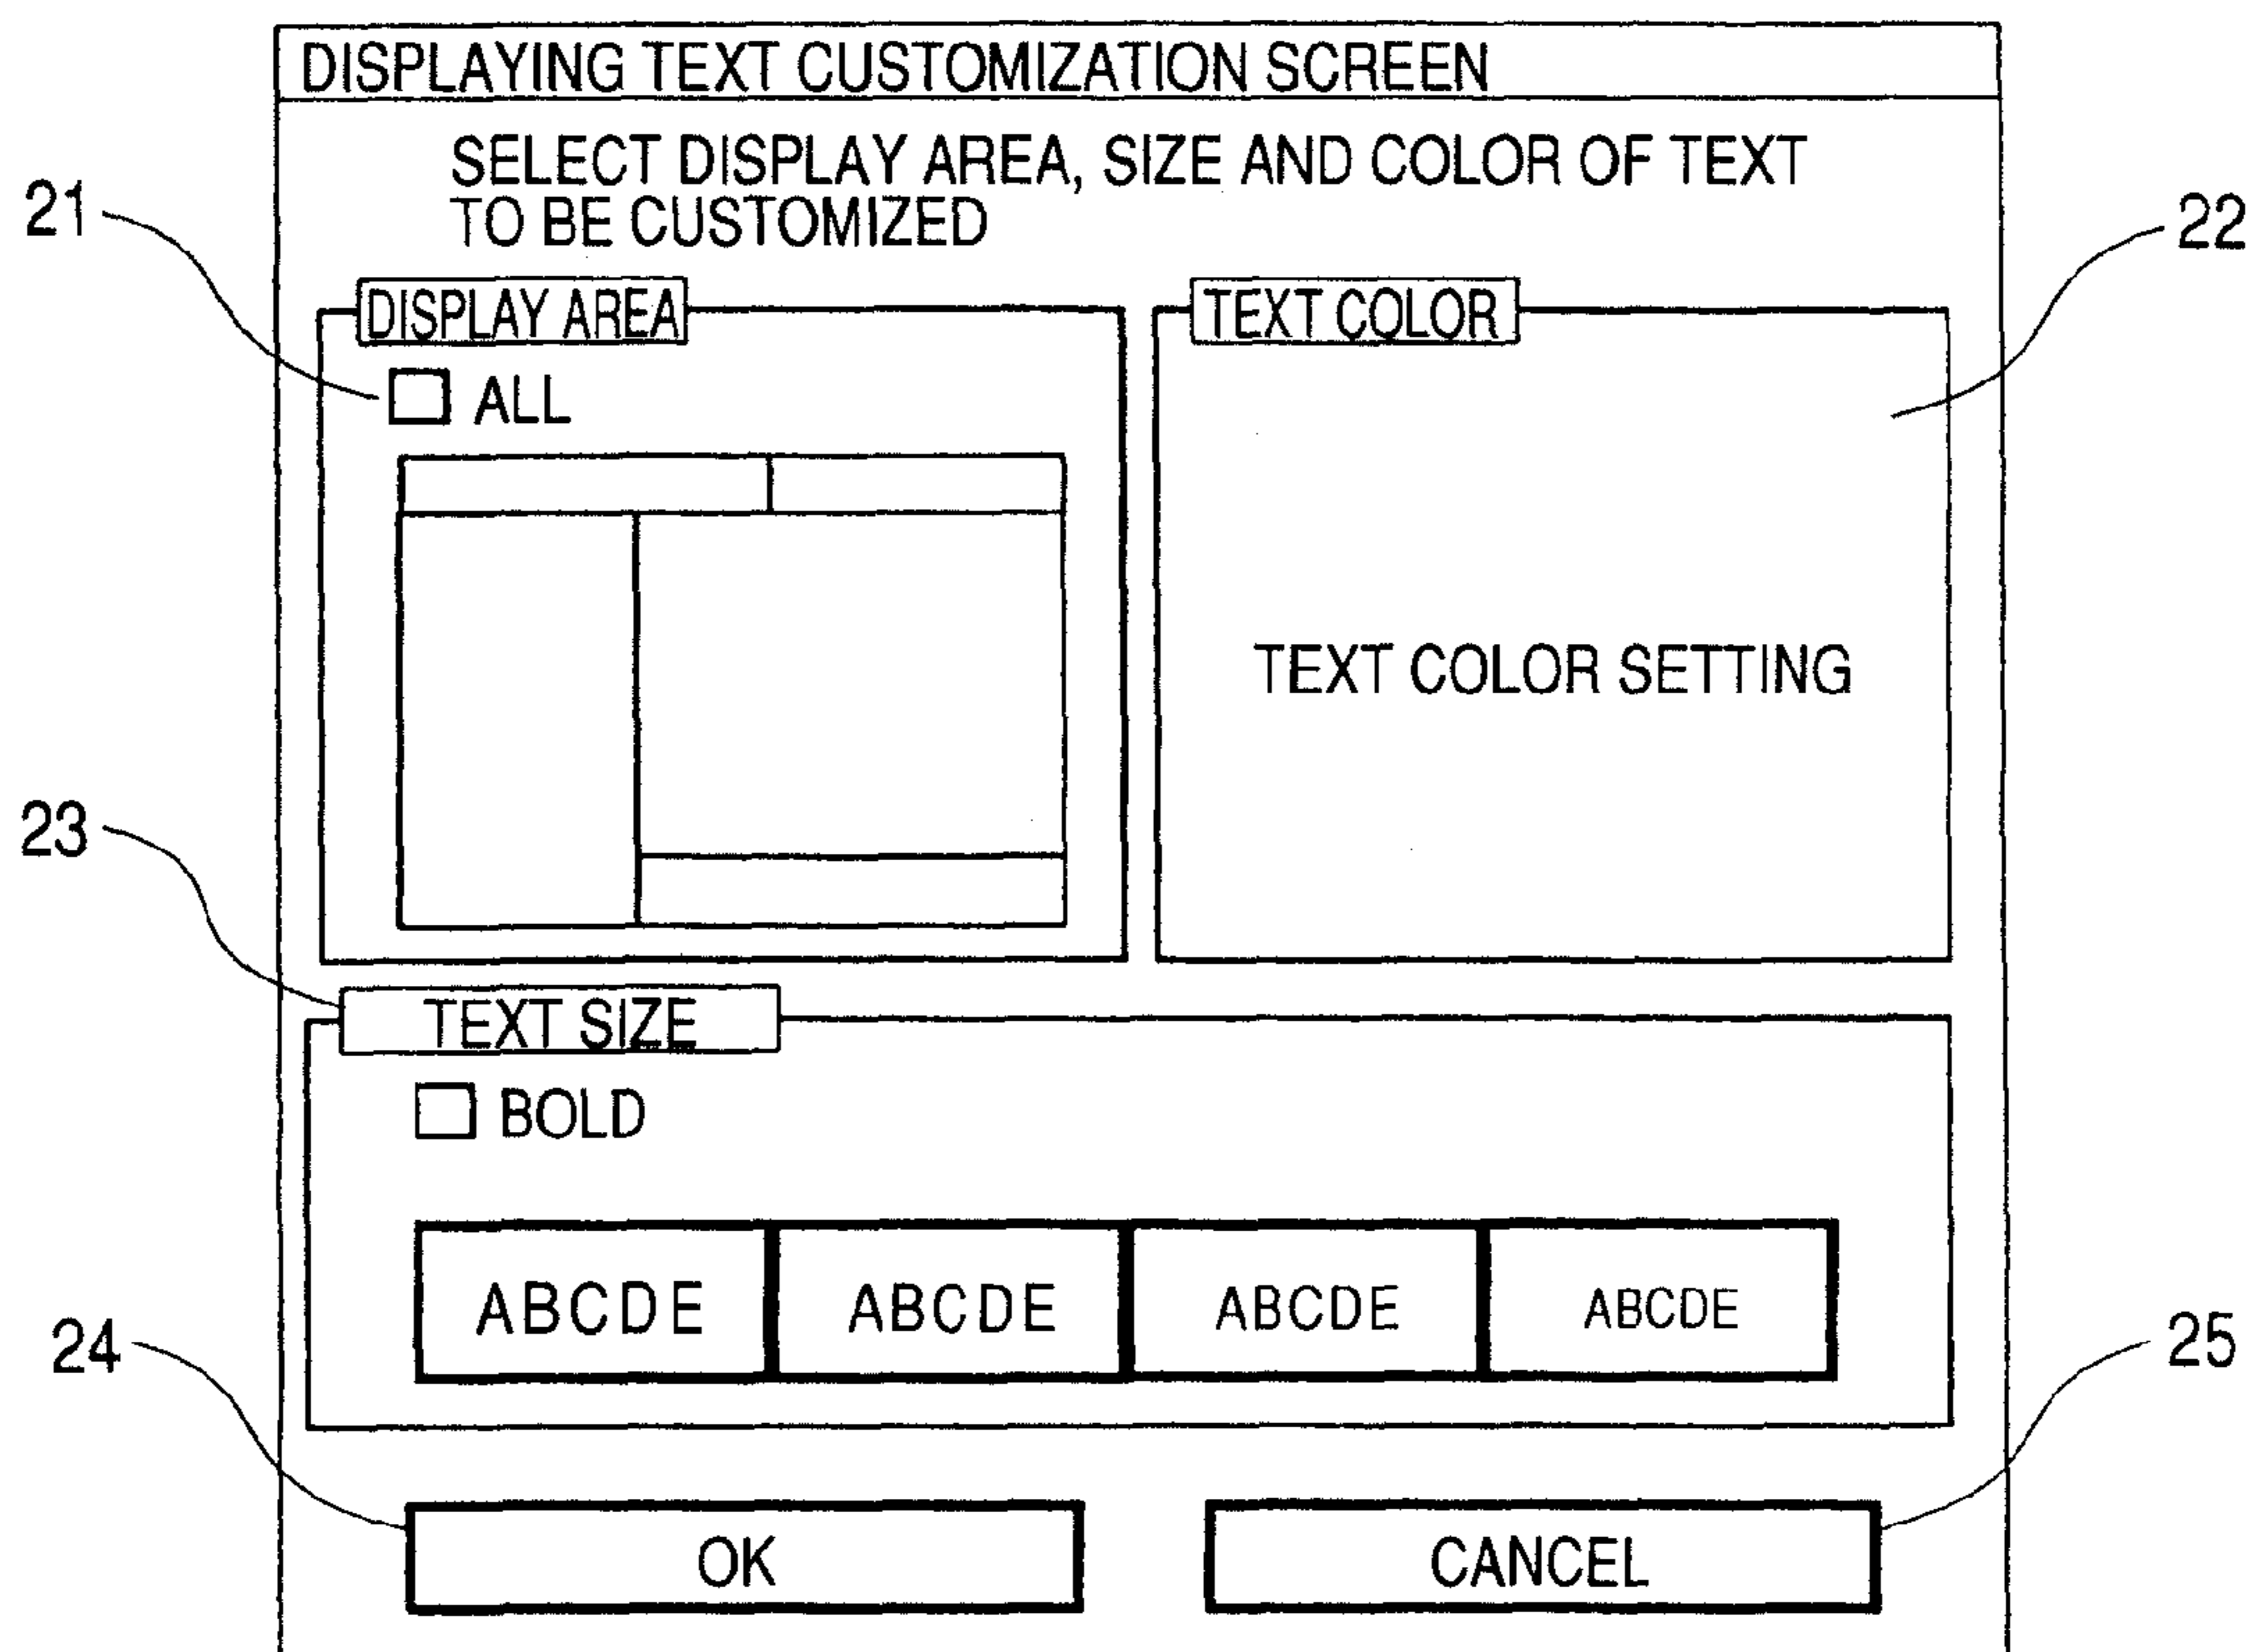 DISPLAYING TEXT CUSTOMIZATION SCREEN
SELECT DISPLAY AREA, SIZE AND COLOR OF TEXT
TO BE CUSTOMIZED
21
22
DISPLAY AREA
TEXT COLOR
ALL
TEXT COLOR SETTING
23
TEXT SIZE
BOLD
ABCDE ABCDE ABCDE ABCDE
24
25
OK
CANCEL